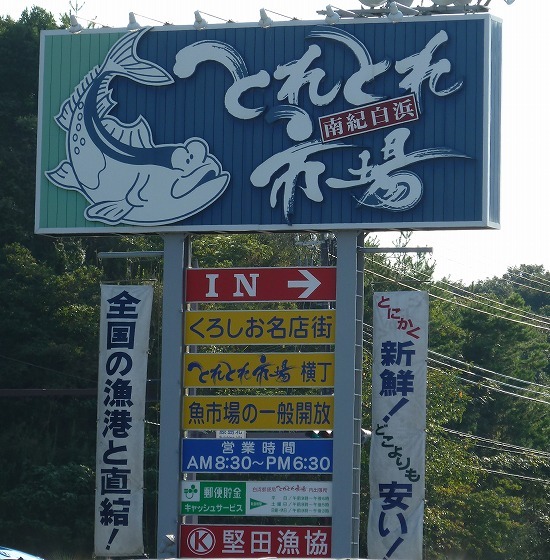 とれとれ
南紀白浜
市場
IN
くろしお名店街
とれとれ市場 横丁
魚市場の一般開放
営業時間
AM8:30～PM6:30
郵便貯金
キャッシュサービス
K 堅田漁協
全国の漁港と直結!
とにかく
新鮮!
どこよりも
安い!